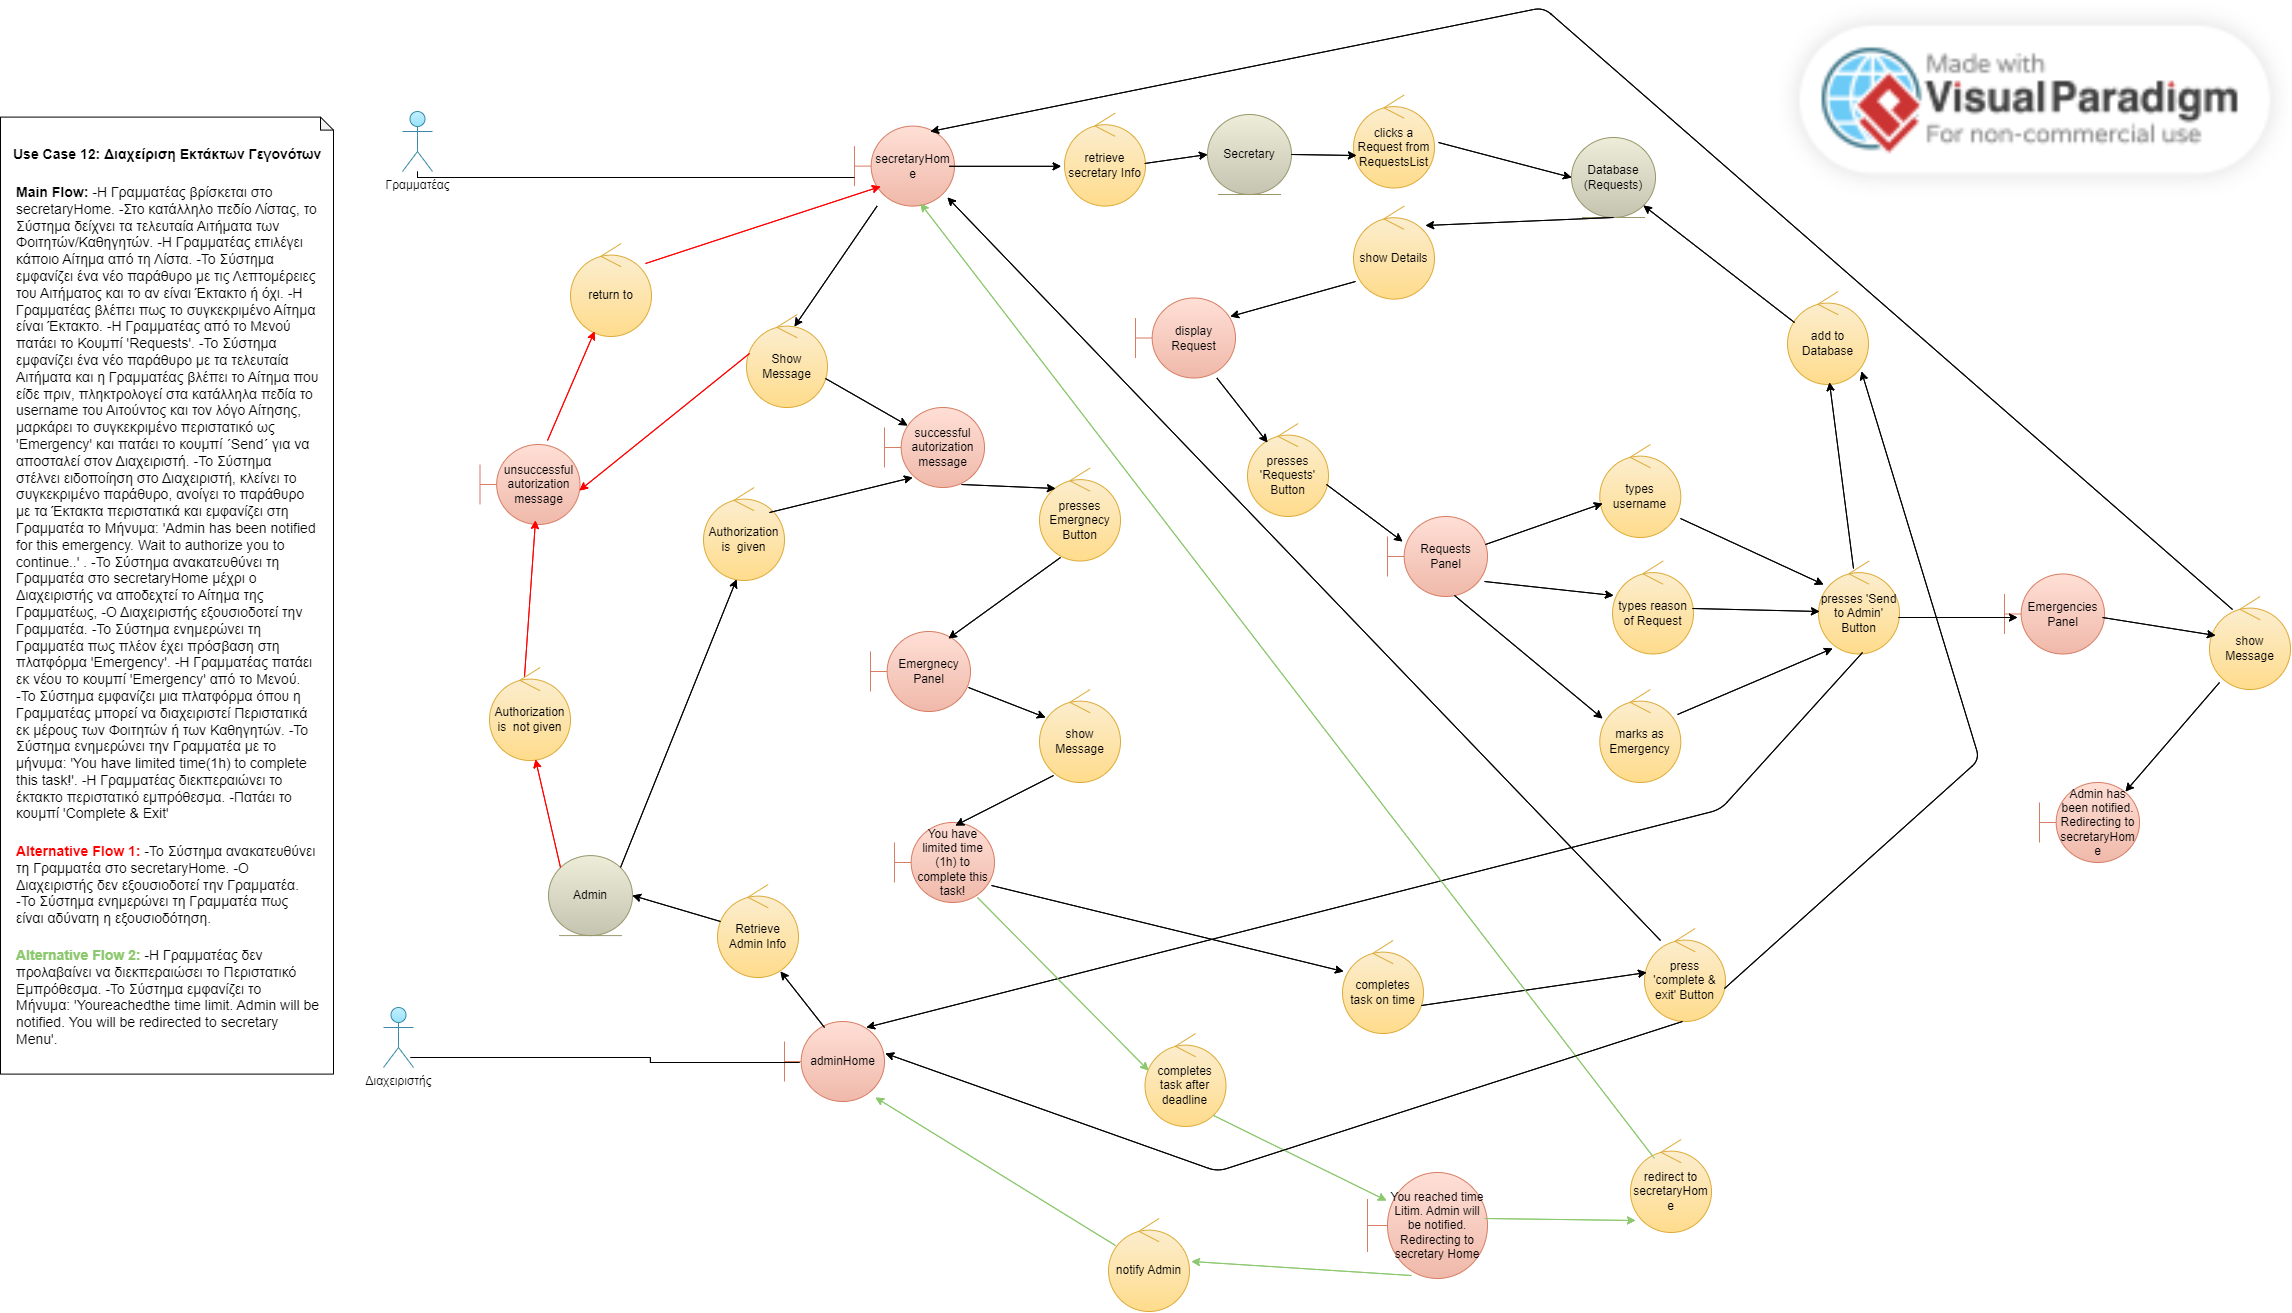 Made with
Visual Paradigm
For non-commercial use
Use Case 12: Διαχείριση Εκτάκτων Γεγονότων
Main Flow: -Η Γραμματέας βρίσκεται στο
secretaryHome. -Στο κατάλληλο πεδίο Λίστας, το
Σύστημα δείχνει τα τελευταία Αιτήματα των
Φοιτητών/Καθηγητών. -Η Γραμματέας επιλέγει
κάποιο Αίτημα από τη Λίστα. -Το Σύστημα
εμφανίζει ένα νέο παράθυρο με τις Λεπτομέρειες
του Αιτήματος και το αν είναι Έκτακτο ή όχι. -Η
Γραμματέας βλέπει πως το συγκεκριμένο Αίτημα
είναι Έκτακτο. -Η Γραμματέας από το Μενού
πατάει το Κουμπί 'Requests'. -Το Σύστημα
εμφανίζει ένα νέο παράθυρο με τα τελευταία
Αιτήματα και η Γραμματέας βλέπει το Αίτημα που
είδε πριν, πληκτρολογεί στα κατάλληλα πεδία το
username του Αιτούντος και τον λόγο Αίτησης,
μαρκάρει το συγκεκριμένο περιστατικό ως
'Emergency' και πατάει το κουμπί ´Send´ για να
αποσταλεί στον Διαχειριστή. -Το Σύστημα
στέλνει ειδοποίηση στο Διαχειριστή, κλείνει το
συγκεκριμένο παράθυρο, ανοίγει το παράθυρο
με τα Έκτακτα περιστατικά και εμφανίζει στη
Γραμματέα το Μήνυμα: 'Admin has been notified
for this emergency. Wait to authorize you to
continue..' . -Το Σύστημα ανακατευθύνει τη
Γραμματέα στο secretaryHome μέχρι ο
Διαχειριστής να αποδεχτεί το Αίτημα της
Γραμματέως, -Ο Διαχειριστής εξουσιοδοτεί την
Γραμματέα. -Το Σύστημα ενημερώνει τη
Γραμματέα πως πλέον έχει πρόσβαση στη
πλατφόρμα 'Emergency'. -Η Γραμματέας πατάει
εκ νέου το κουμπί 'Emergency' από το Μενού.
-Το Σύστημα εμφανίζει μια πλατφόρμα όπου η
Γραμματέας μπορεί να διαχειριστεί Περιστατικά
εκ μέρους των Φοιτητών ή των Καθηγητών. -Το
Σύστημα ενημερώνει την Γραμματέα με το
μήνυμα: 'You have limited time(1h) to complete
this task!'. -Η Γραμματέας διεκπεραιώνει το
έκτακτο περιστατικό εμπρόθεσμα. -Πατάει το
κουμπί 'Complete & Exit'
Alternative Flow 1: -Το Σύστημα ανακατευθύνει
τη Γραμματέα στο secretaryHome. -Ο
Διαχειριστής δεν εξουσιοδοτεί την Γραμματέα.
-Το Σύστημα ενημερώνει τη Γραμματέα πως
είναι αδύνατη η εξουσιοδότηση.
Alternative Flow 2: -Η Γραμματέας δεν
προλαβαίνει να διεκπεραιώσει το Περιστατικό
Εμπρόθεσμα. -Το Σύστημα εμφανίζει το
Μήνυμα: 'Youreachedthe time limit. Admin will be
notified. You will be redirected to secretary
Menu'.
Γραμματέας
secretaryHom
e
retrieve
secretary Info
Secretary
clicks a
Request from
RequestsList
Database
(Requests)
show Details
display
Request
return to
Show
Message
add to
Database
successful
autorization
message
unsuccessful
autorization
message
presses
'Requests'
Button
types
username
presses
Emergnecy
Button
Authorization
is given
Requests
Panel
types reason
of Request
presses 'Send
to Admin'
Button
Emergencies
Panel
show
Message
Emergnecy
Panel
Authorization
is not given
show
Message
marks as
Emergency
Admin has
been notified.
Redirecting to
secretaryHom
e
You have
limited time
(1h) to
complete this
task!
Admin
Retrieve
Admin Info
completes
task on time
press
'complete &
exit' Button
Διαχειριστής
adminHome
completes
task after
deadline
redirect to
secretaryHom
e
You reached time
Litim. Admin will
be notified.
Redirecting to
secretary Home
notify Admin